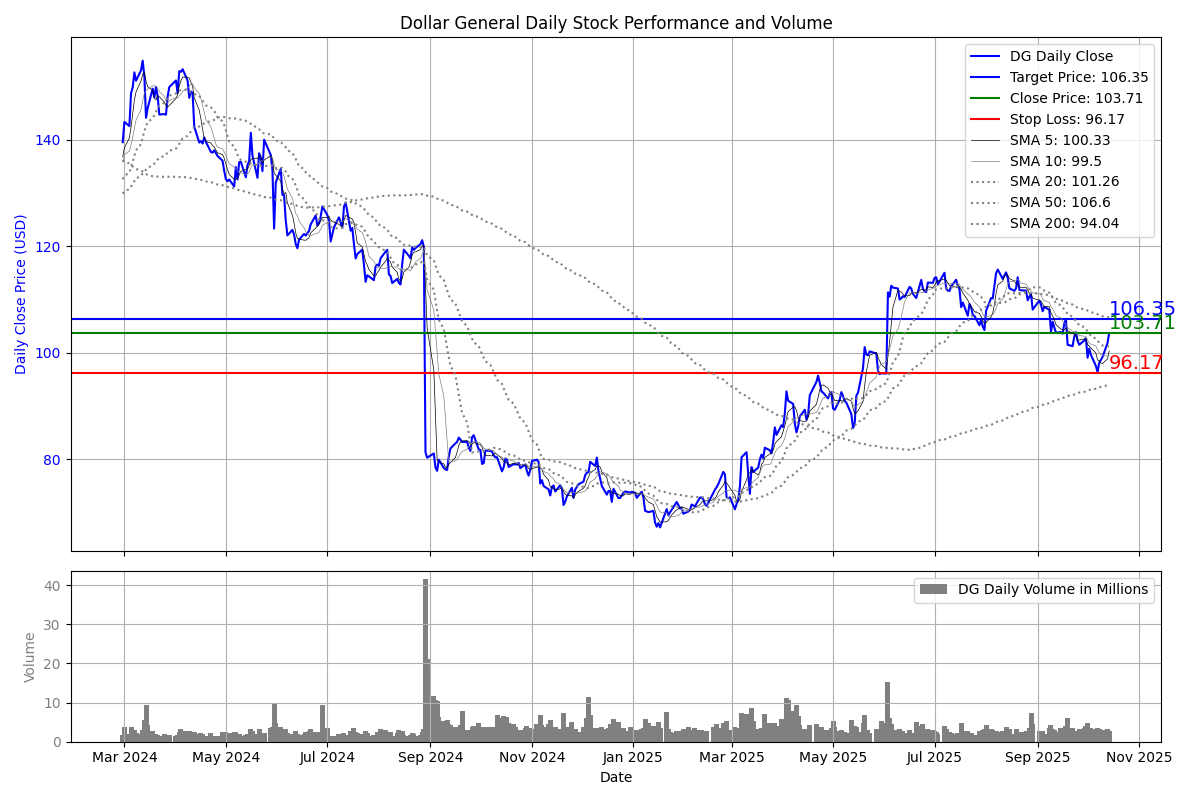 Dollar General Daily Stock Performance and Volume
Daily Close Price (USD)
140
120
100
80
DG Daily Close
Target Price: 106.35
Close Price: 103.71
Stop Loss: 96.17
SMA 5: 100.33
SMA 10: 99.5
SMA 20: 101.26
SMA 50: 106.6
SMA 200: 94.04
106.35
103.71
96.17
Volume
40
30
20
10
0
DG Daily Volume in Millions
Mar 2024 May 2024 Jul 2024 Sep 2024 Nov 2024 Jan 2025 Mar 2025 May 2025 Jul 2025 Sep 2025 Nov 2025
Date